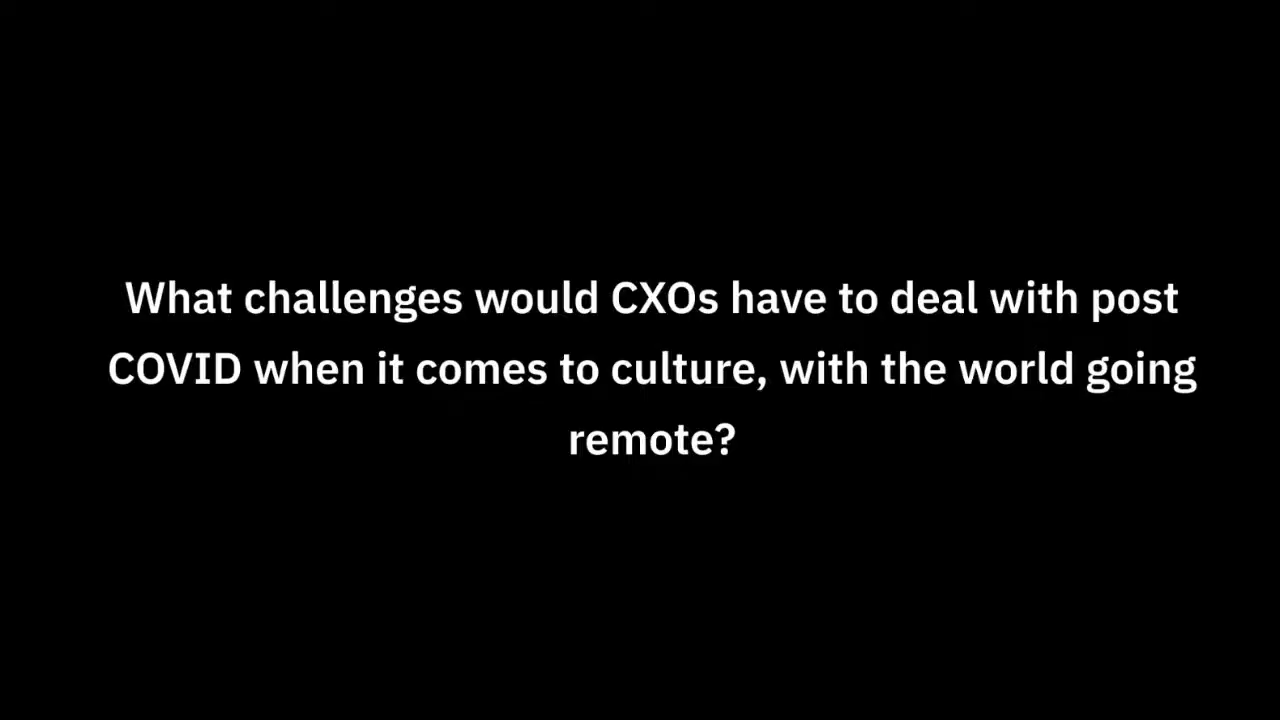 What challenges would CXOs have to deal with post
COVID when it comes to culture, with the world going
remote?